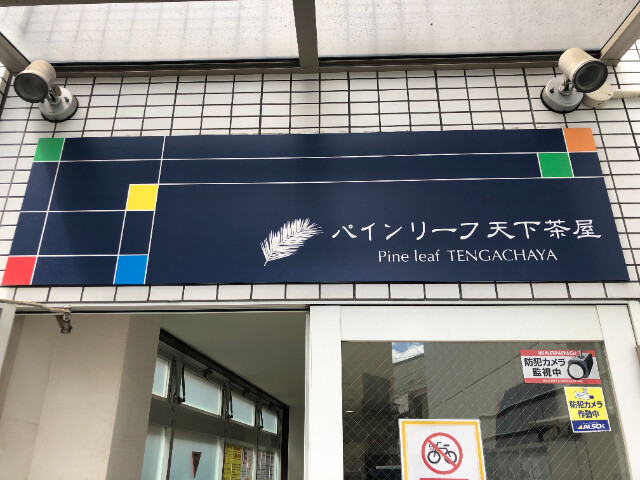 パインリーフ天下茶屋
Pine leaf TENGACHAYA
WARNING!
防犯カメラ
監視中
防犯カメラ
作動中
ALSOK